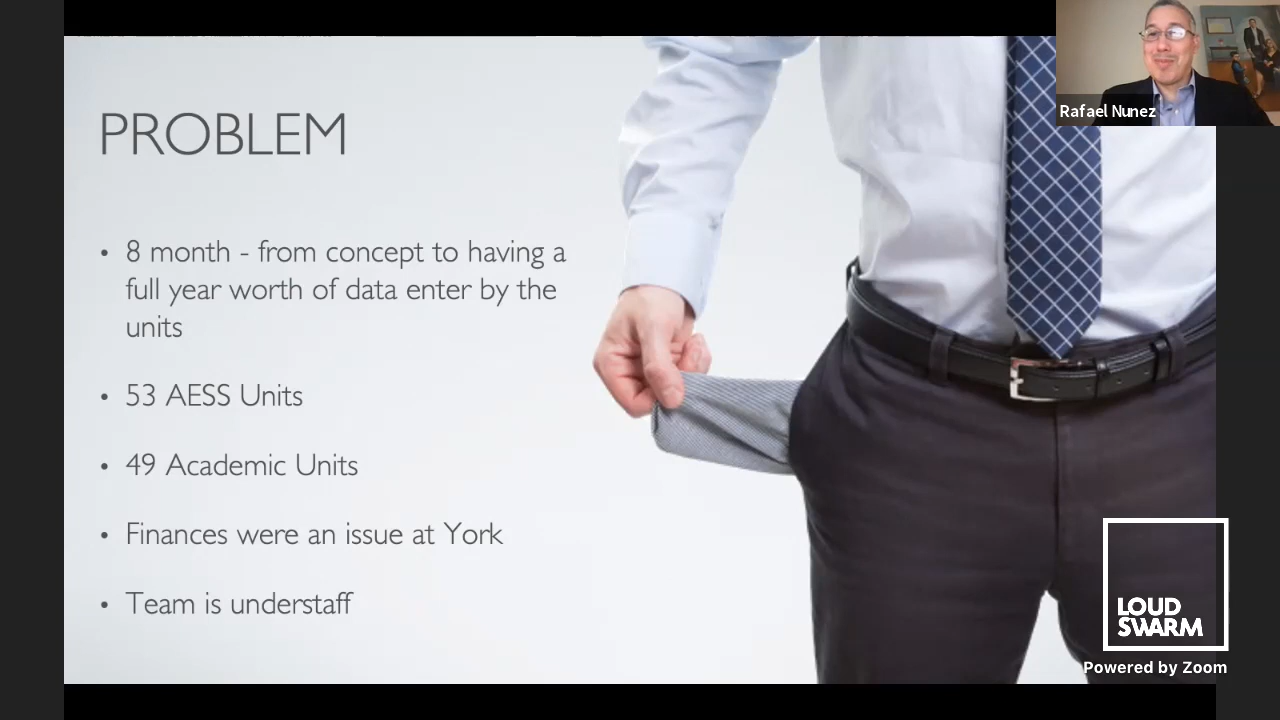 PROBLEM
• 8 month - from concept to having a
full year worth of data enter by the
units
• 53 AESS Units
• 49 Academic Units
• Finances were an issue at York
• Team is understaff
Rafael Nunez
LOUD
SWARM
Powered by Zoom